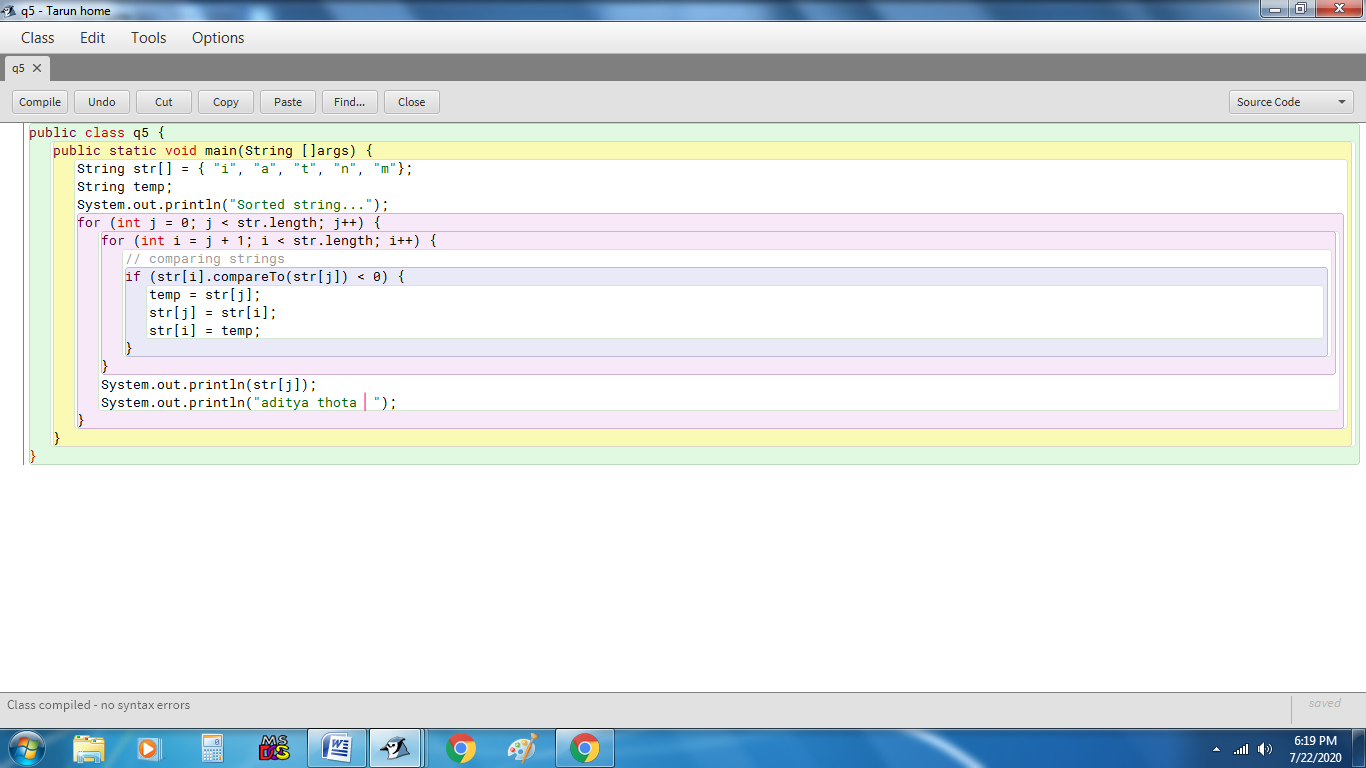 q5 - Tarun home
Class Edit Tools Options
q5 ✕
Compile Undo Cut Copy Paste Find... Close Source Code
public class q5 {
    public static void main(String []args) {
        String str[] = { "i", "a", "t", "n", "m"};
        String temp;
        System.out.println("Sorted string...");
        for (int j = 0; j < str.length; j++) {
            for (int i = j + 1; i < str.length; i++) {
                // comparing strings
                if (str[i].compareTo(str[j]) < 0) {
                    temp = str[j];
                    str[j] = str[i];
                    str[i] = temp;
                }
            }
            System.out.println(str[j]);
            System.out.println("aditya thota  ");
        }
    }
}
Class compiled - no syntax errors
saved
MS DOS
W
6:19 PM
7/22/2020